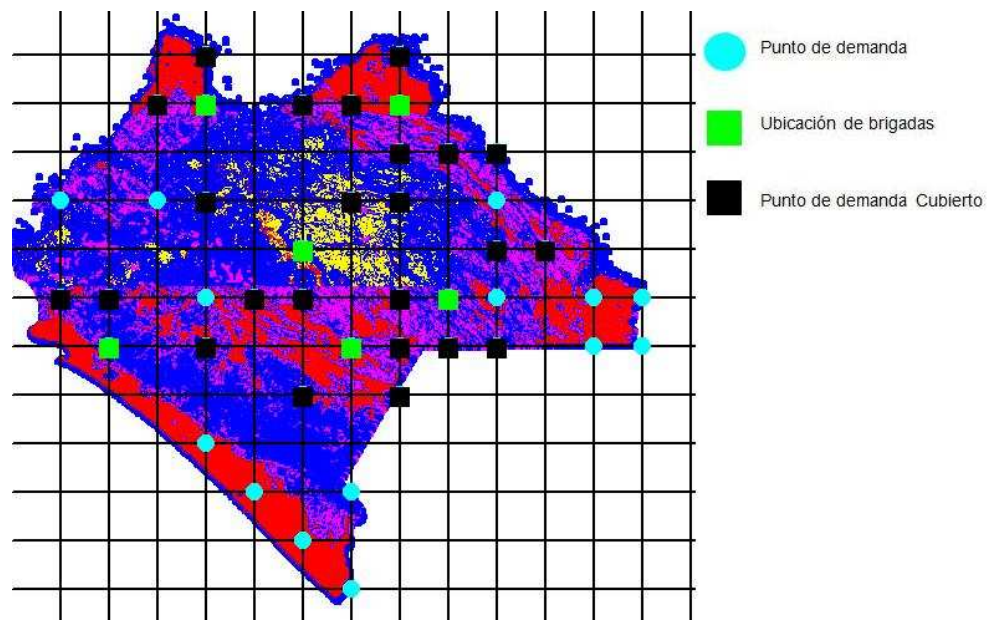 Punto de demanda
Ubicación de brigadas
Punto de demanda Cubierto